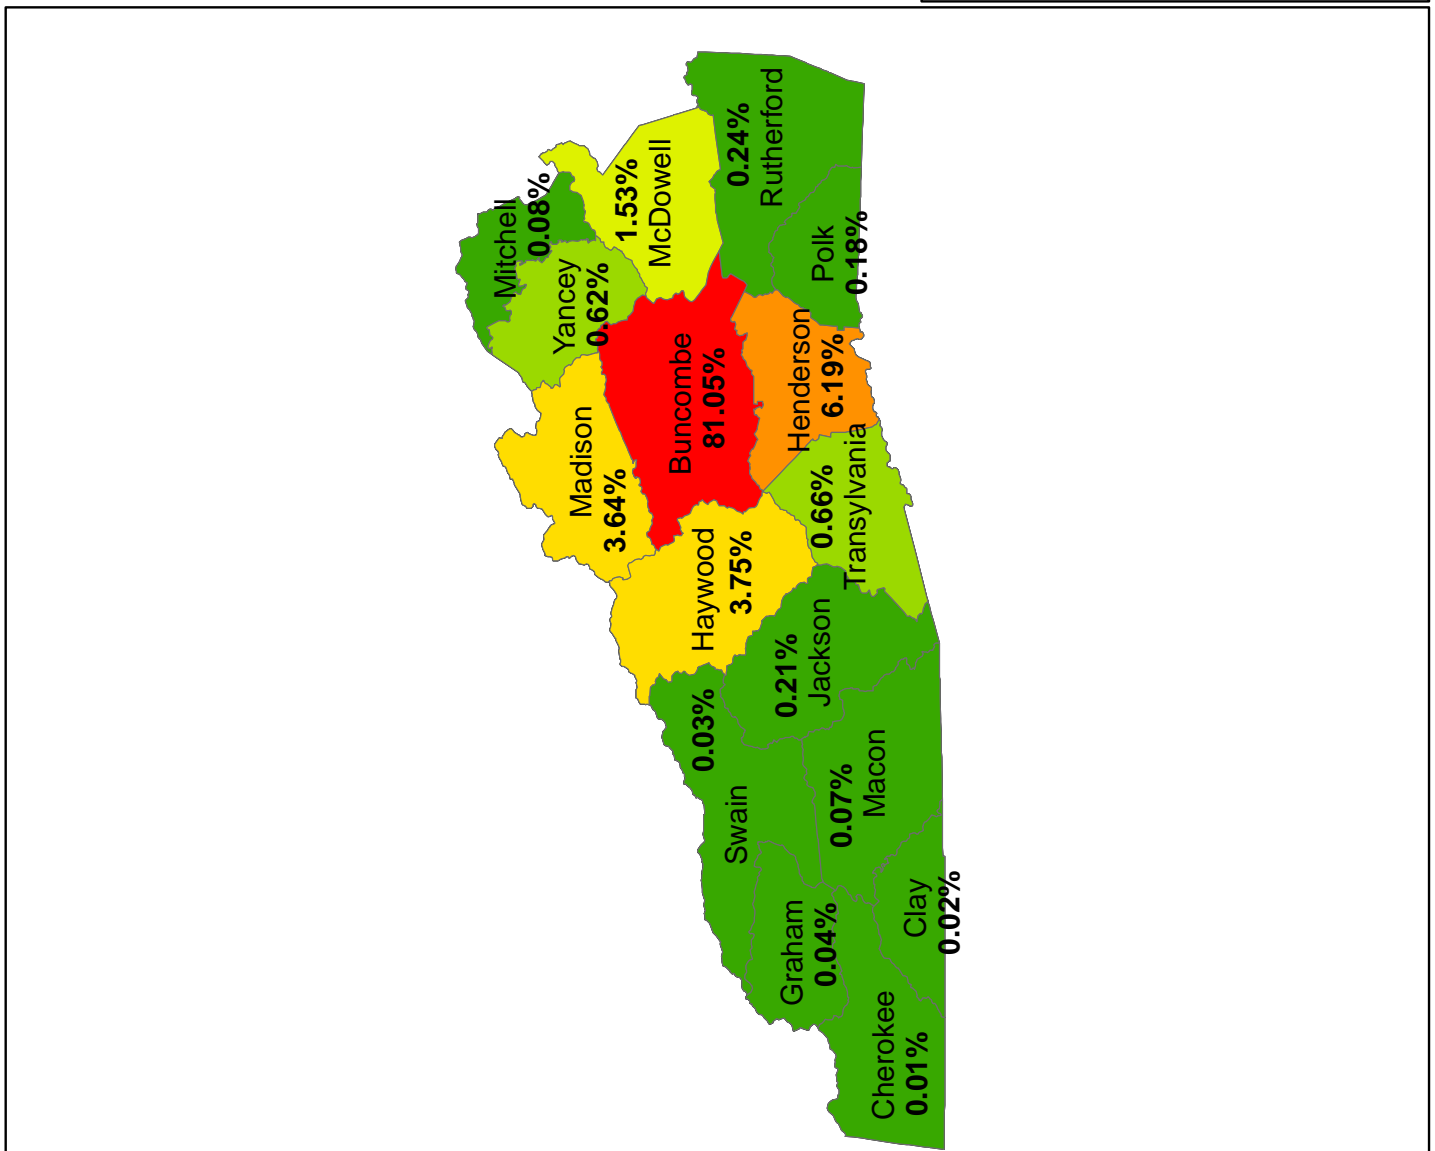 Mitchell
0.08%
Yancey
0.62%
1.53%
McDowell
0.24%
Rutherford
Polk
0.18%
Madison
3.64%
Buncombe
81.05%
Henderson
6.19%
Haywood
3.75%
0.66%
Transylvania
0.03%
Swain
0.21%
Jackson
0.07%
Macon
Graham
0.04%
Clay
0.02%
Cherokee
0.01%